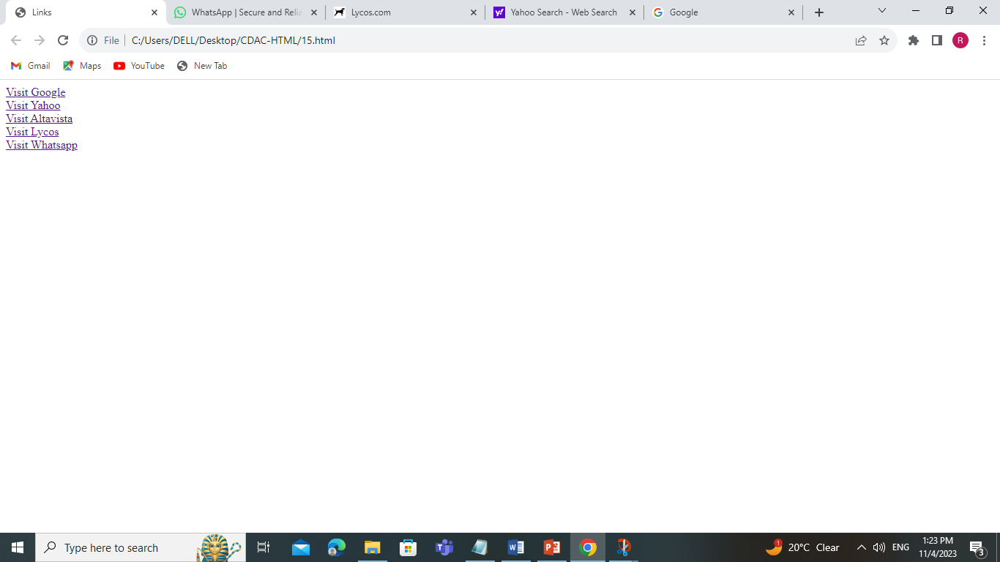 Links
WhatsApp | Secure and Relia
Lycos.com
Yahoo Search - Web Search
Google
File
C:/Users/DELL/Desktop/CDAC-HTML/15.html
R
Gmail
Maps
YouTube
New Tab
Visit Google
Visit Yahoo
Visit Altavista
Visit Lycos
Visit Whatsapp
Type here to search
1
20°C Clear
ENG
1:23 PM
11/4/2023
3